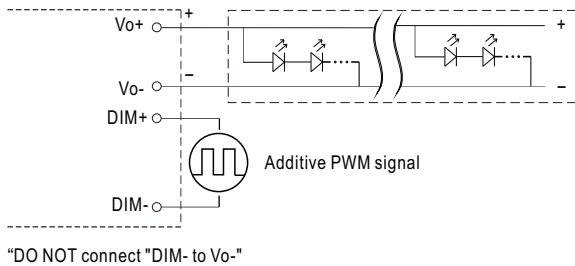 Vo+
+
+
Vo-
–
–
DIM+
Additive PWM signal
DIM-
“DO NOT connect "DIM- to Vo-"